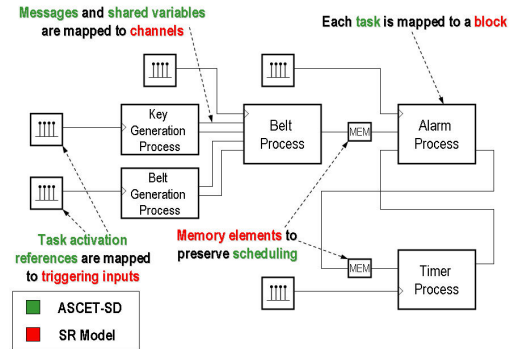 Messages and shared variables
are mapped to channels
Each task is mapped to a block
Key
Generation
Process
Belt
Process
MEM
Alarm
Process
Belt
Generation
Process
Task activation
references are mapped
to triggering inputs
Memory elements to
preserve scheduling
MEM
Timer
Process
ASCET-SD
SR Model